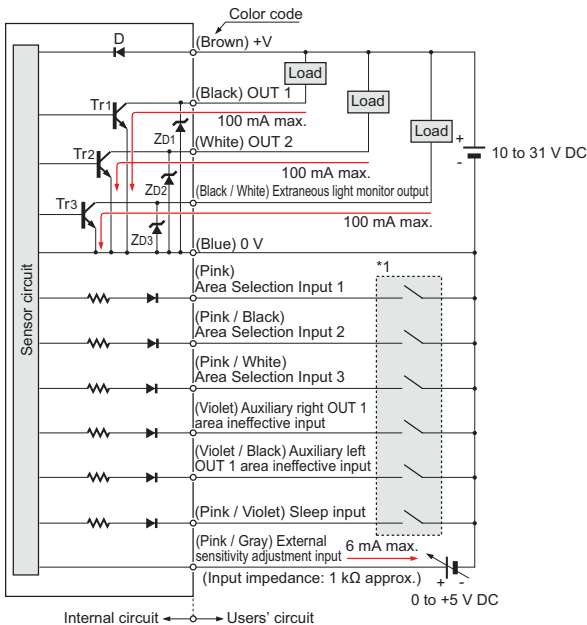 Color code
D
(Brown) +V
Load
(Black) OUT 1
Tr1
100 mA max.
Load
ZD1
(White) OUT 2
Load
+
-
10 to 31 V DC
Tr2
100 mA max.
ZD2
(Black / White) Extraneous light monitor output
Tr3
100 mA max.
ZD3
(Blue) 0 V
Sensor circuit
*1
(Pink)
Area Selection Input 1
(Pink / Black)
Area Selection Input 2
(Pink / White)
Area Selection Input 3
(Violet) Auxiliary right OUT 1
area ineffective input
(Violet / Black) Auxiliary left
OUT 1 area ineffective input
(Pink / Violet) Sleep input
(Pink / Gray) External
sensitivity adjustment input
6 mA max.
(Input impedance: 1 kΩ approx.)
+ -
0 to +5 V DC
Internal circuit
Users' circuit